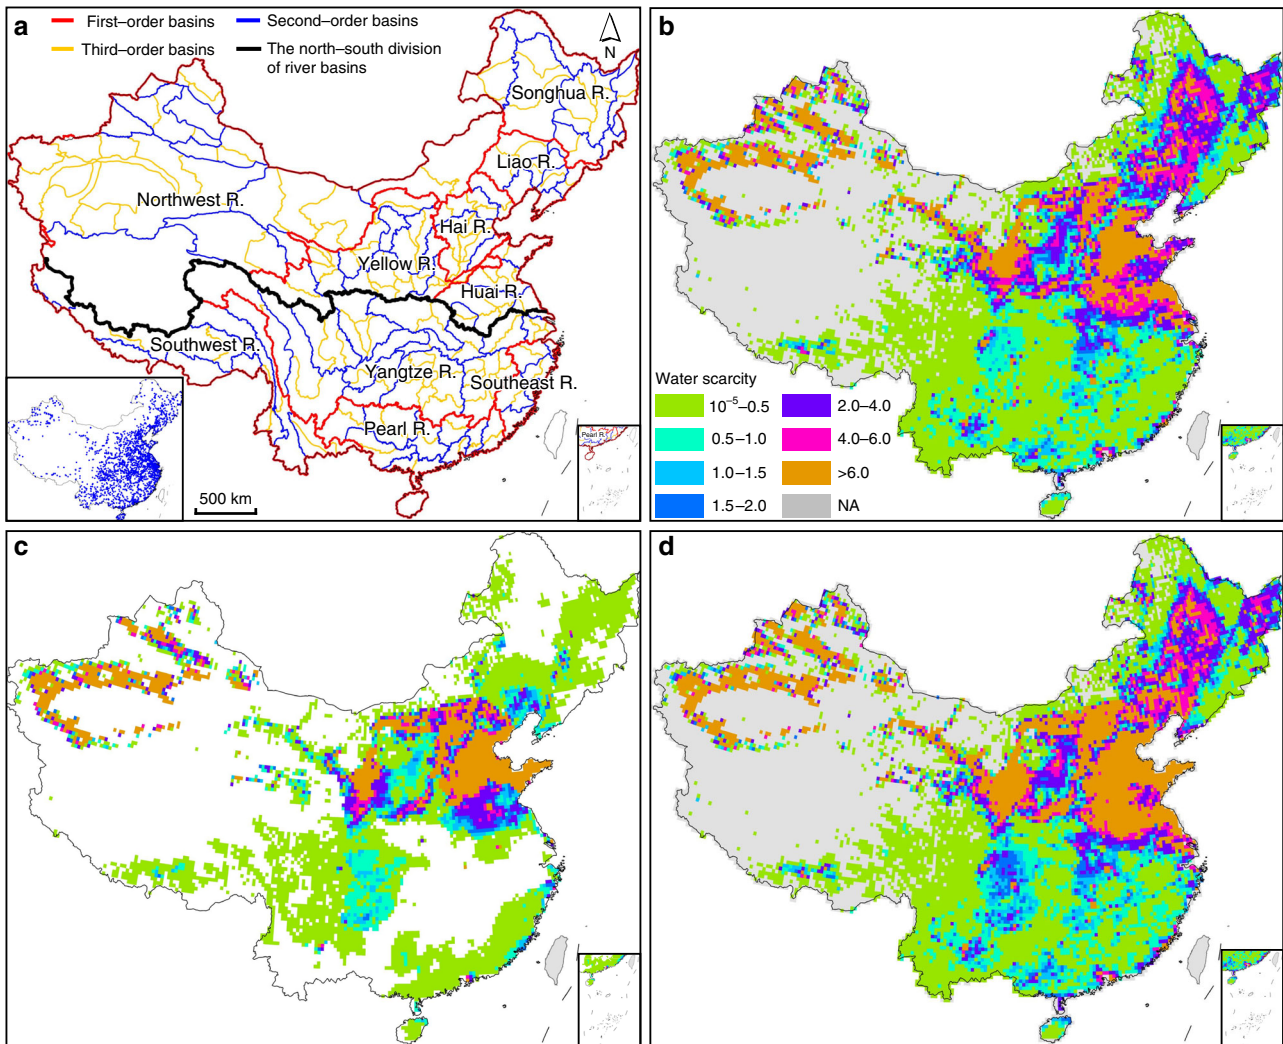 a
First–order basins
Second–order basins
Third–order basins
The north–south division
of river basins
N
Songhua R.
Liao R.
Northwest R.
Hai R.
Yellow R.
Huai R.
Southwest R.
Yangtze R.
Southeast R.
Pearl R.
Pearl R.
500 km
b
Water scarcity
10⁻⁵–0.5
2.0–4.0
0.5–1.0
4.0–6.0
1.0–1.5
>6.0
1.5–2.0
NA
c
d